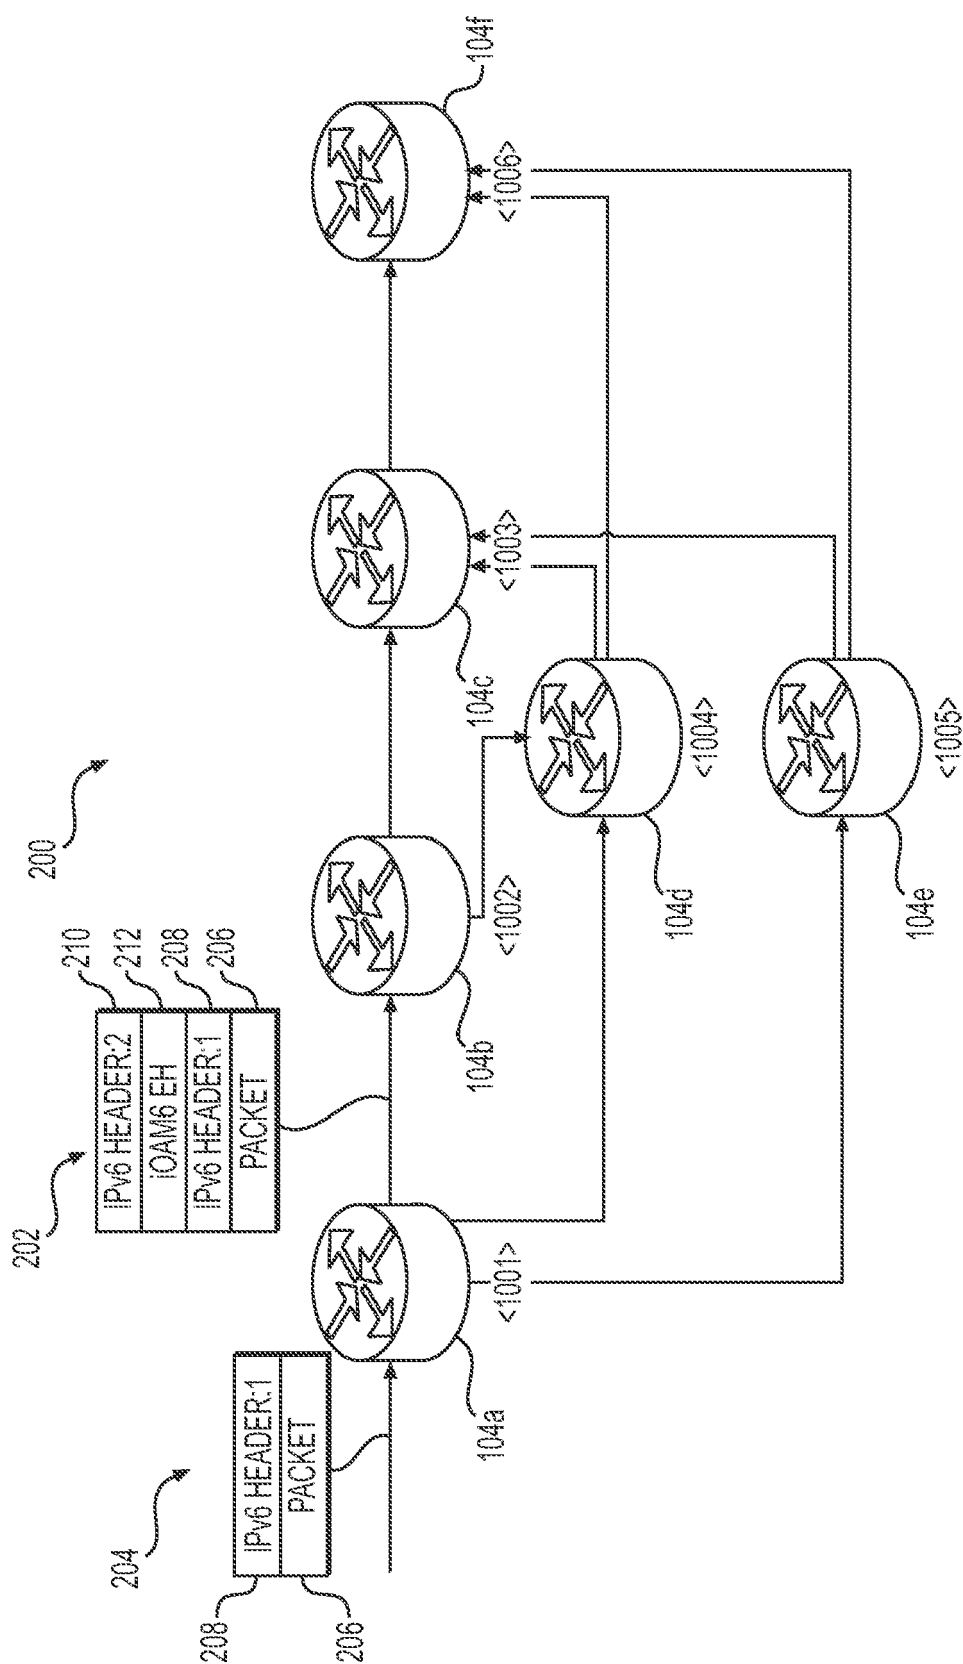 200
202
IPv6 HEADER:2
210
iOAM6 EH
212
IPv6 HEADER:1
208
PACKET
206
204
208
IPv6 HEADER:1
206
PACKET
104a
<1001>
104b
<1002>
104c
<1003>
104f
<1006>
104d
<1004>
104e
<1005>